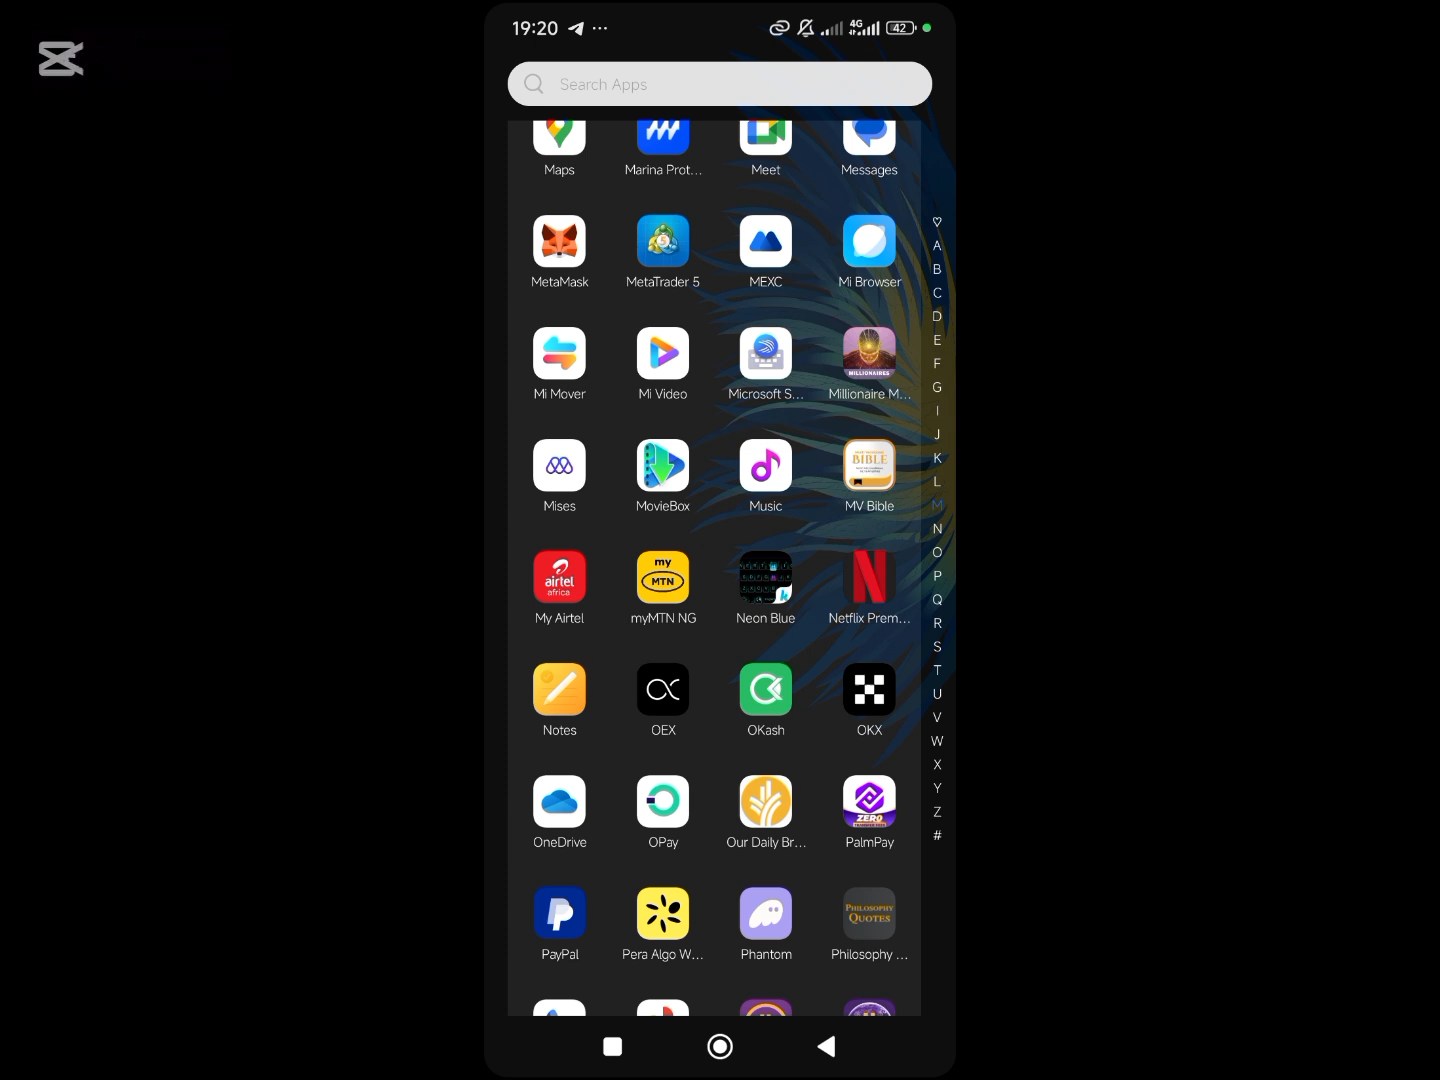 19:20 ...
4G 42
Search Apps
Maps Marina Prot... Meet Messages
MetaMask MetaTrader 5 MEXC Mi Browser
MILLIONAIRES
Mi Mover Mi Video Microsoft S... Millionaire M...
BIBLE
Mises MovieBox Music MV Bible
airtel africa my MTN N
My Airtel myMTN NG Neon Blue Netflix Prem...
Notes OEX OKash OKX
ZERO
OneDrive OPay Our Daily Br... PalmPay
PHILOSOPHY QUOTES
PayPal Pera Algo W... Phantom Philosophy ...
A
B
C
D
E
F
G
I
J
K
L
M
N
O
P
Q
R
S
T
U
V
W
X
Y
Z
#